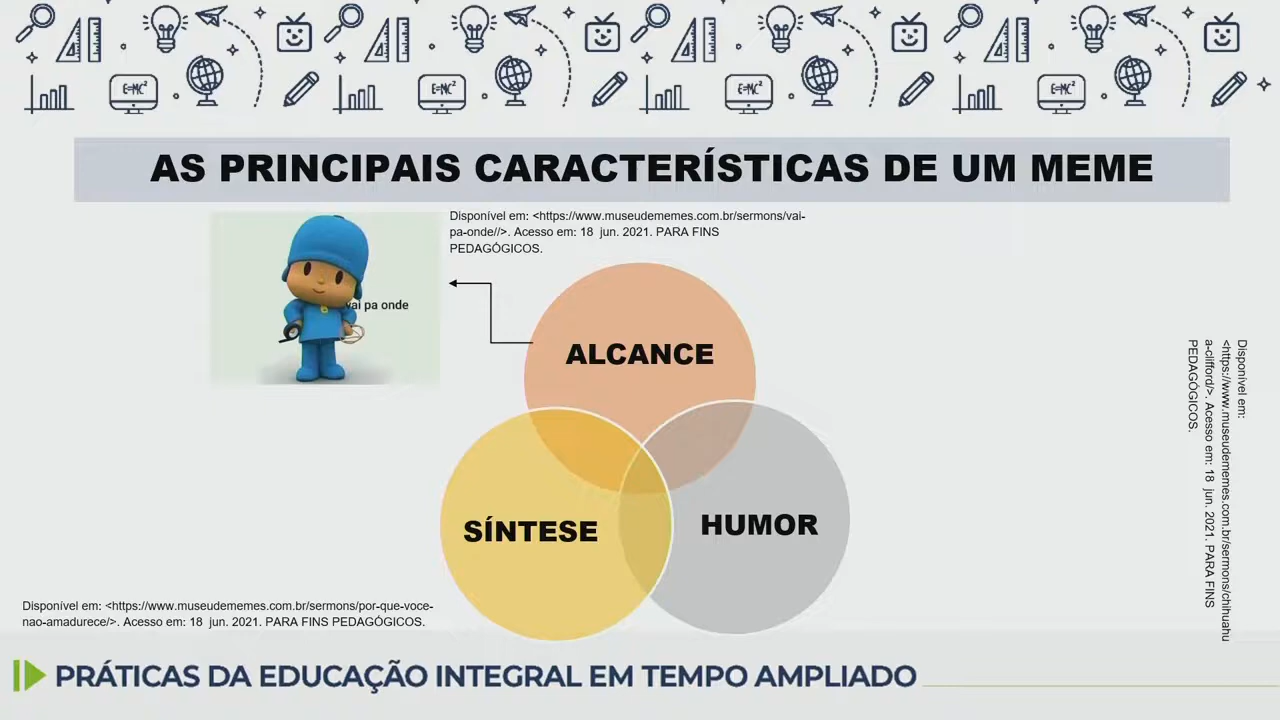 E=MC²
E=MC²
E=MC²
E=MC²
AS PRINCIPAIS CARACTERÍSTICAS DE UM MEME
Disponível em: <https://www.museudememes.com.br/sermons/vai-
pa-onde//>. Acesso em: 18 jun. 2021. PARA FINS
PEDAGÓGICOS.
vai pa onde
ALCANCE
SÍNTESE
HUMOR
Disponível em:
<https://www.museudememes.com.br/sermons/chihuahu
a-clifford/>. Acesso em: 18 jun. 2021. PARA FINS
PEDAGÓGICOS.
Disponível em: <https://www.museudememes.com.br/sermons/por-que-voce-
nao-amadurece/>. Acesso em: 18 jun. 2021. PARA FINS PEDAGÓGICOS.
PRÁTICAS DA EDUCAÇÃO INTEGRAL EM TEMPO AMPLIADO